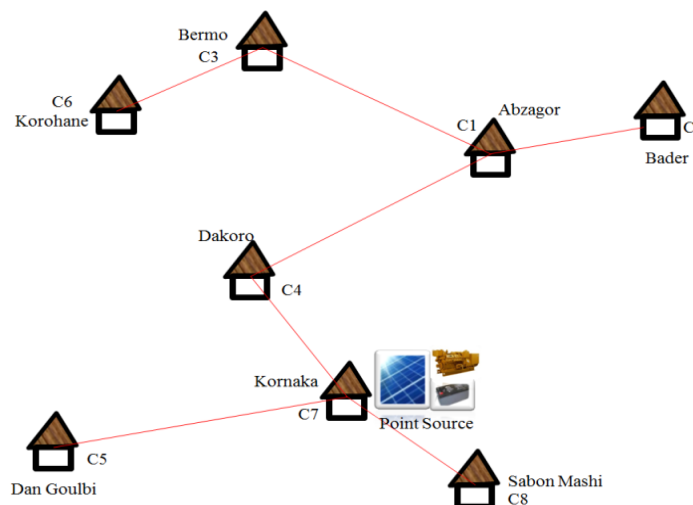 Bermo
C3
C6
Korohane
Abzagor
C1
C
Bader
Dakoro
C4
Kornaka
C7
Point Source
C5
Dan Goulbi
Sabon Mashi
C8